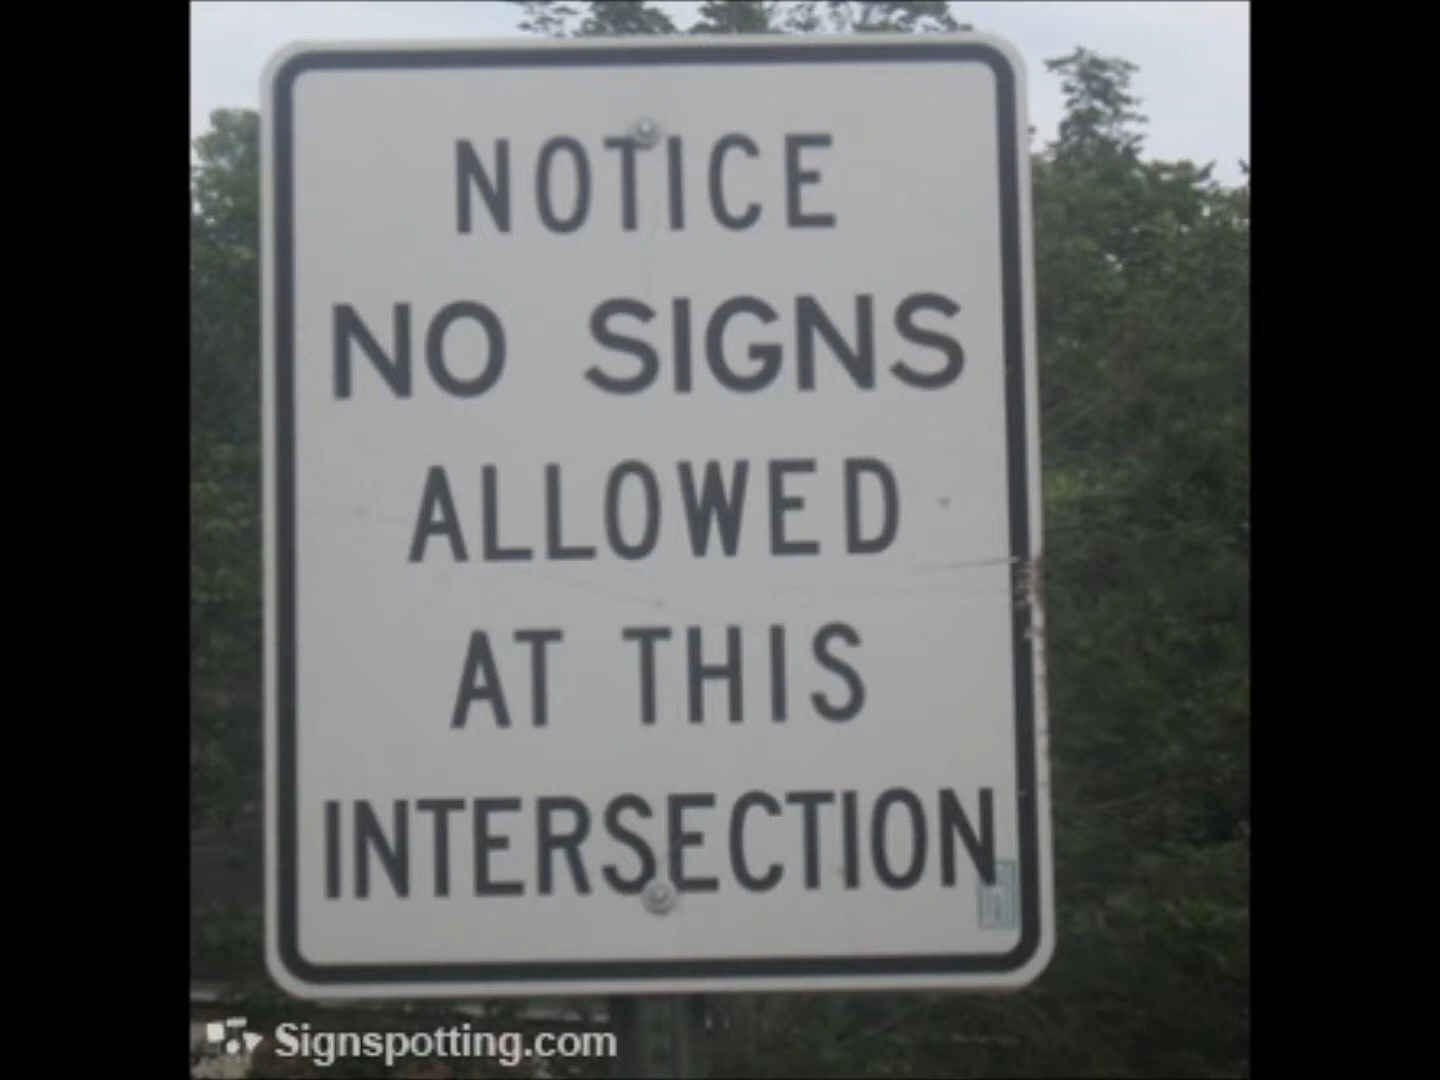 NOTICE
NO SIGNS
ALLOWED
AT THIS
INTERSECTION
Signspotting.com